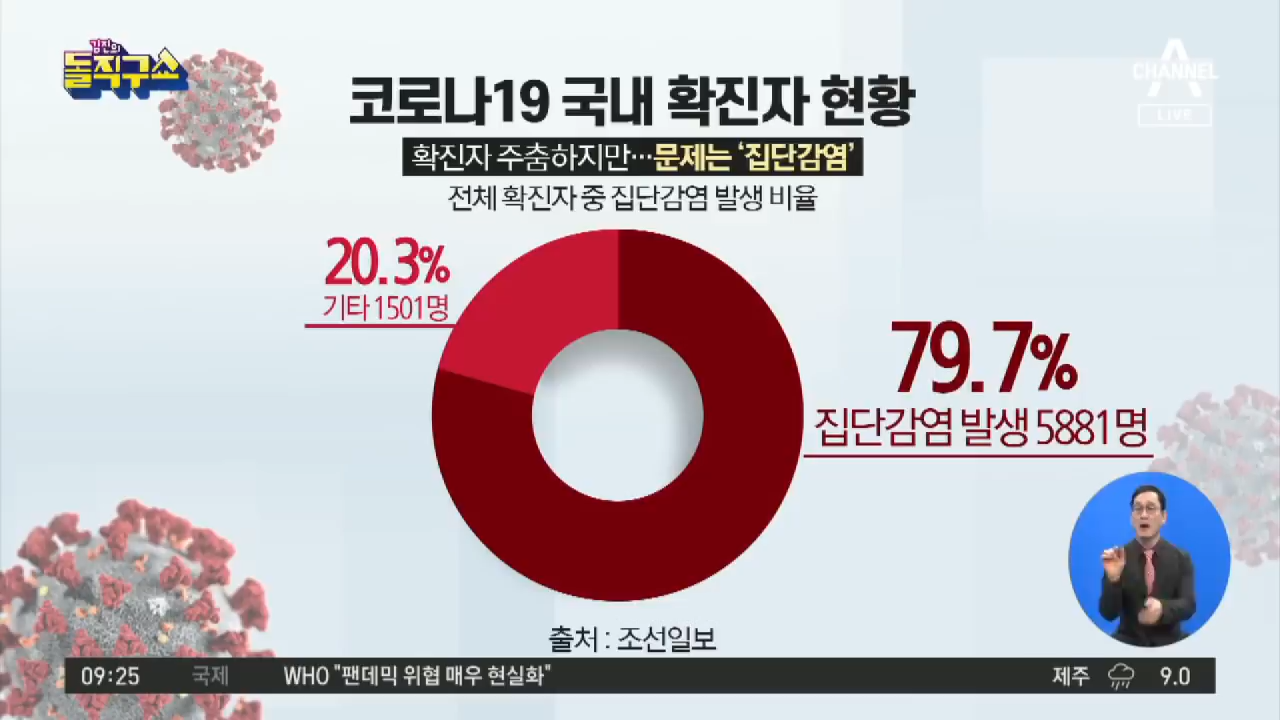 김진의
돌직구쇼
CHANNEL A
LIVE
코로나19 국내 확진자 현황
확진자 주춤하지만…문제는 ‘집단감염’
전체 확진자 중 집단감염 발생 비율
20.3%
기타 1501명
79.7%
집단감염 발생 5881명
출처 : 조선일보
09:25 국제 WHO "팬데믹 위협 매우 현실화" 제주 9.0